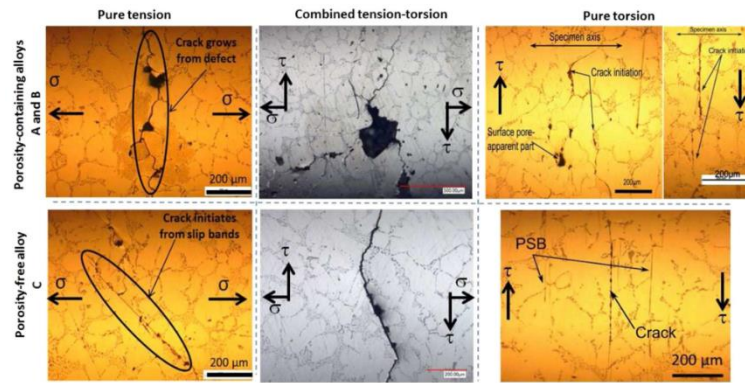 Pure tension
Combined tension-torsion
Pure torsion
Porosity-containing alloys
A and B
Crack grows
from defect
σ
σ
200 μm
τ
σ
σ
τ
τ
Specimen axis
Crack initiation
Surface pore-
apparent part
200μm
Specimen axis
Crack initiation
τ
200μm
Porosity-free alloy
C
Crack initiates
from slip bands
σ
σ
200 μm
τ
σ
σ
τ
PSB
τ
τ
Crack
200 μm